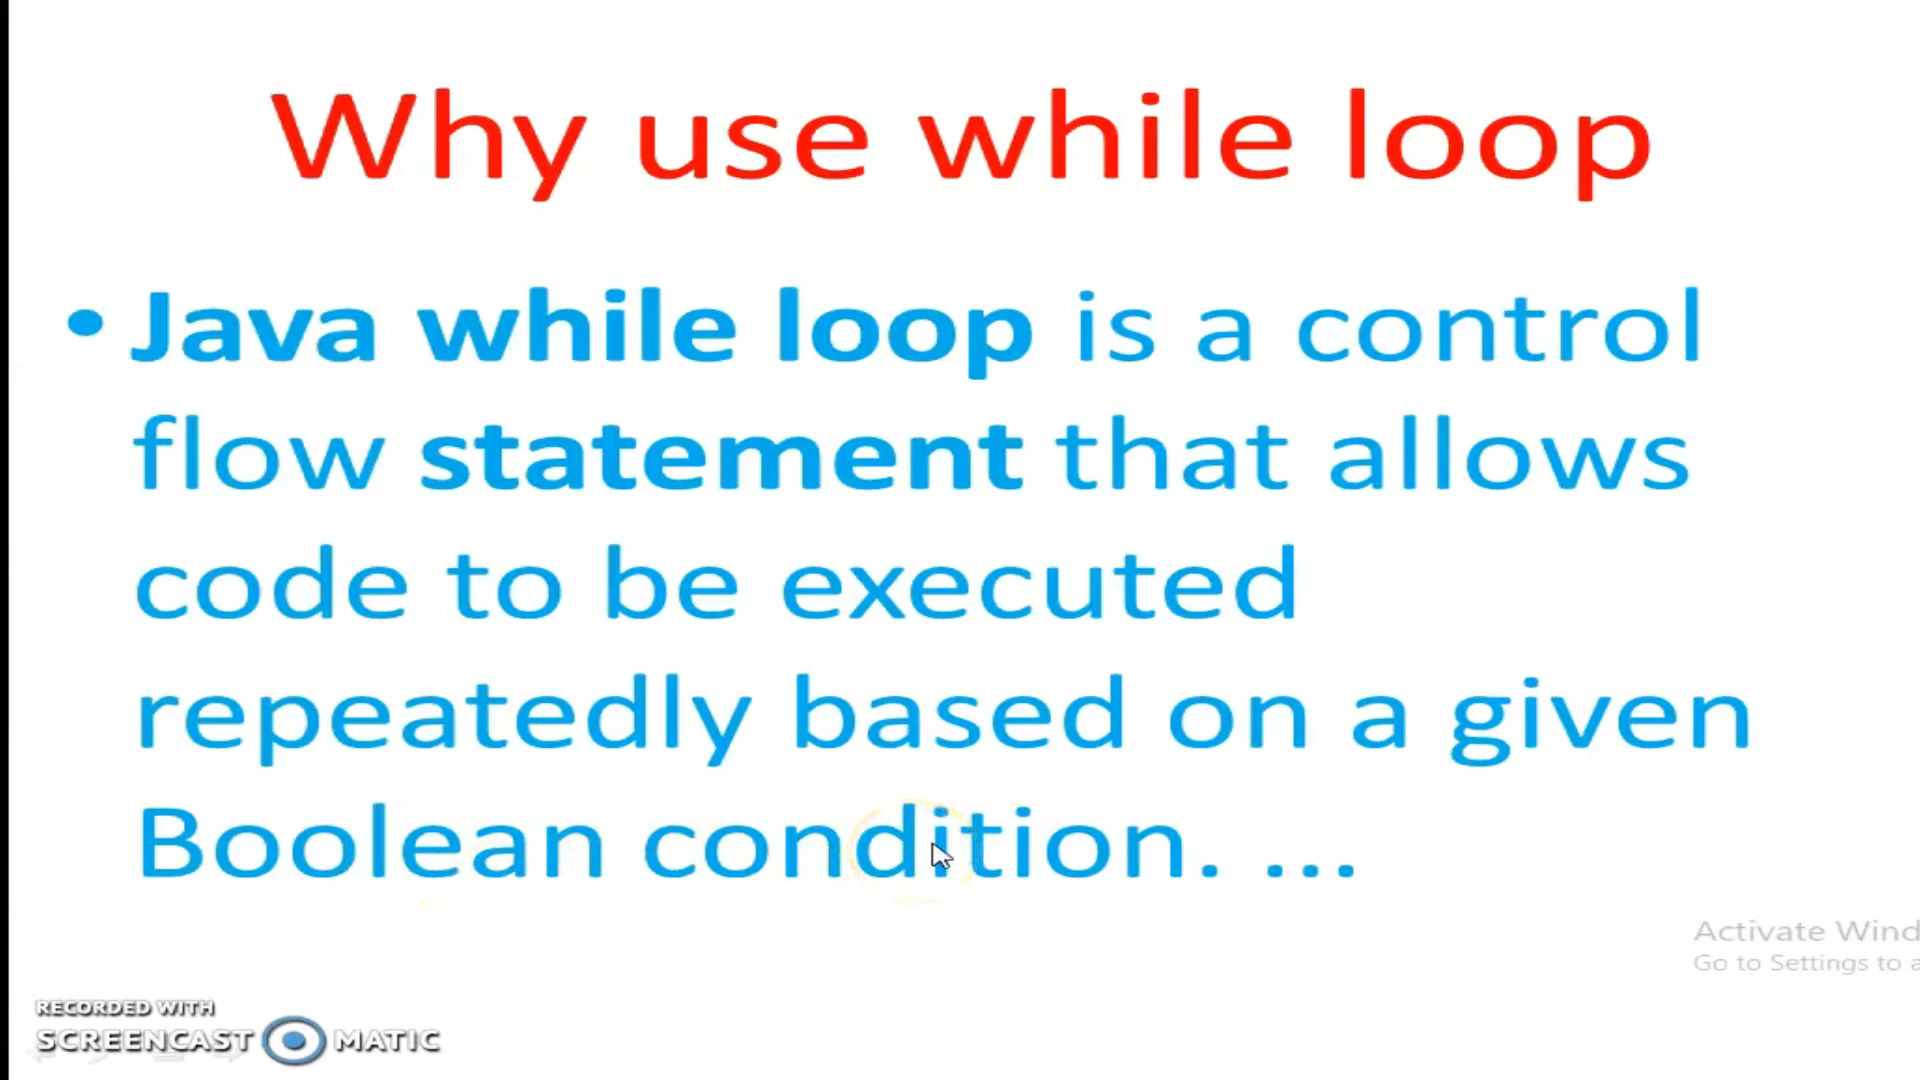 Why use while loop
• Java while loop is a control
flow statement that allows
code to be executed
repeatedly based on a given
Boolean condition. ...
Activate Wind
Go to Settings to a
RECORDED WITH
SCREENCAST MATIC